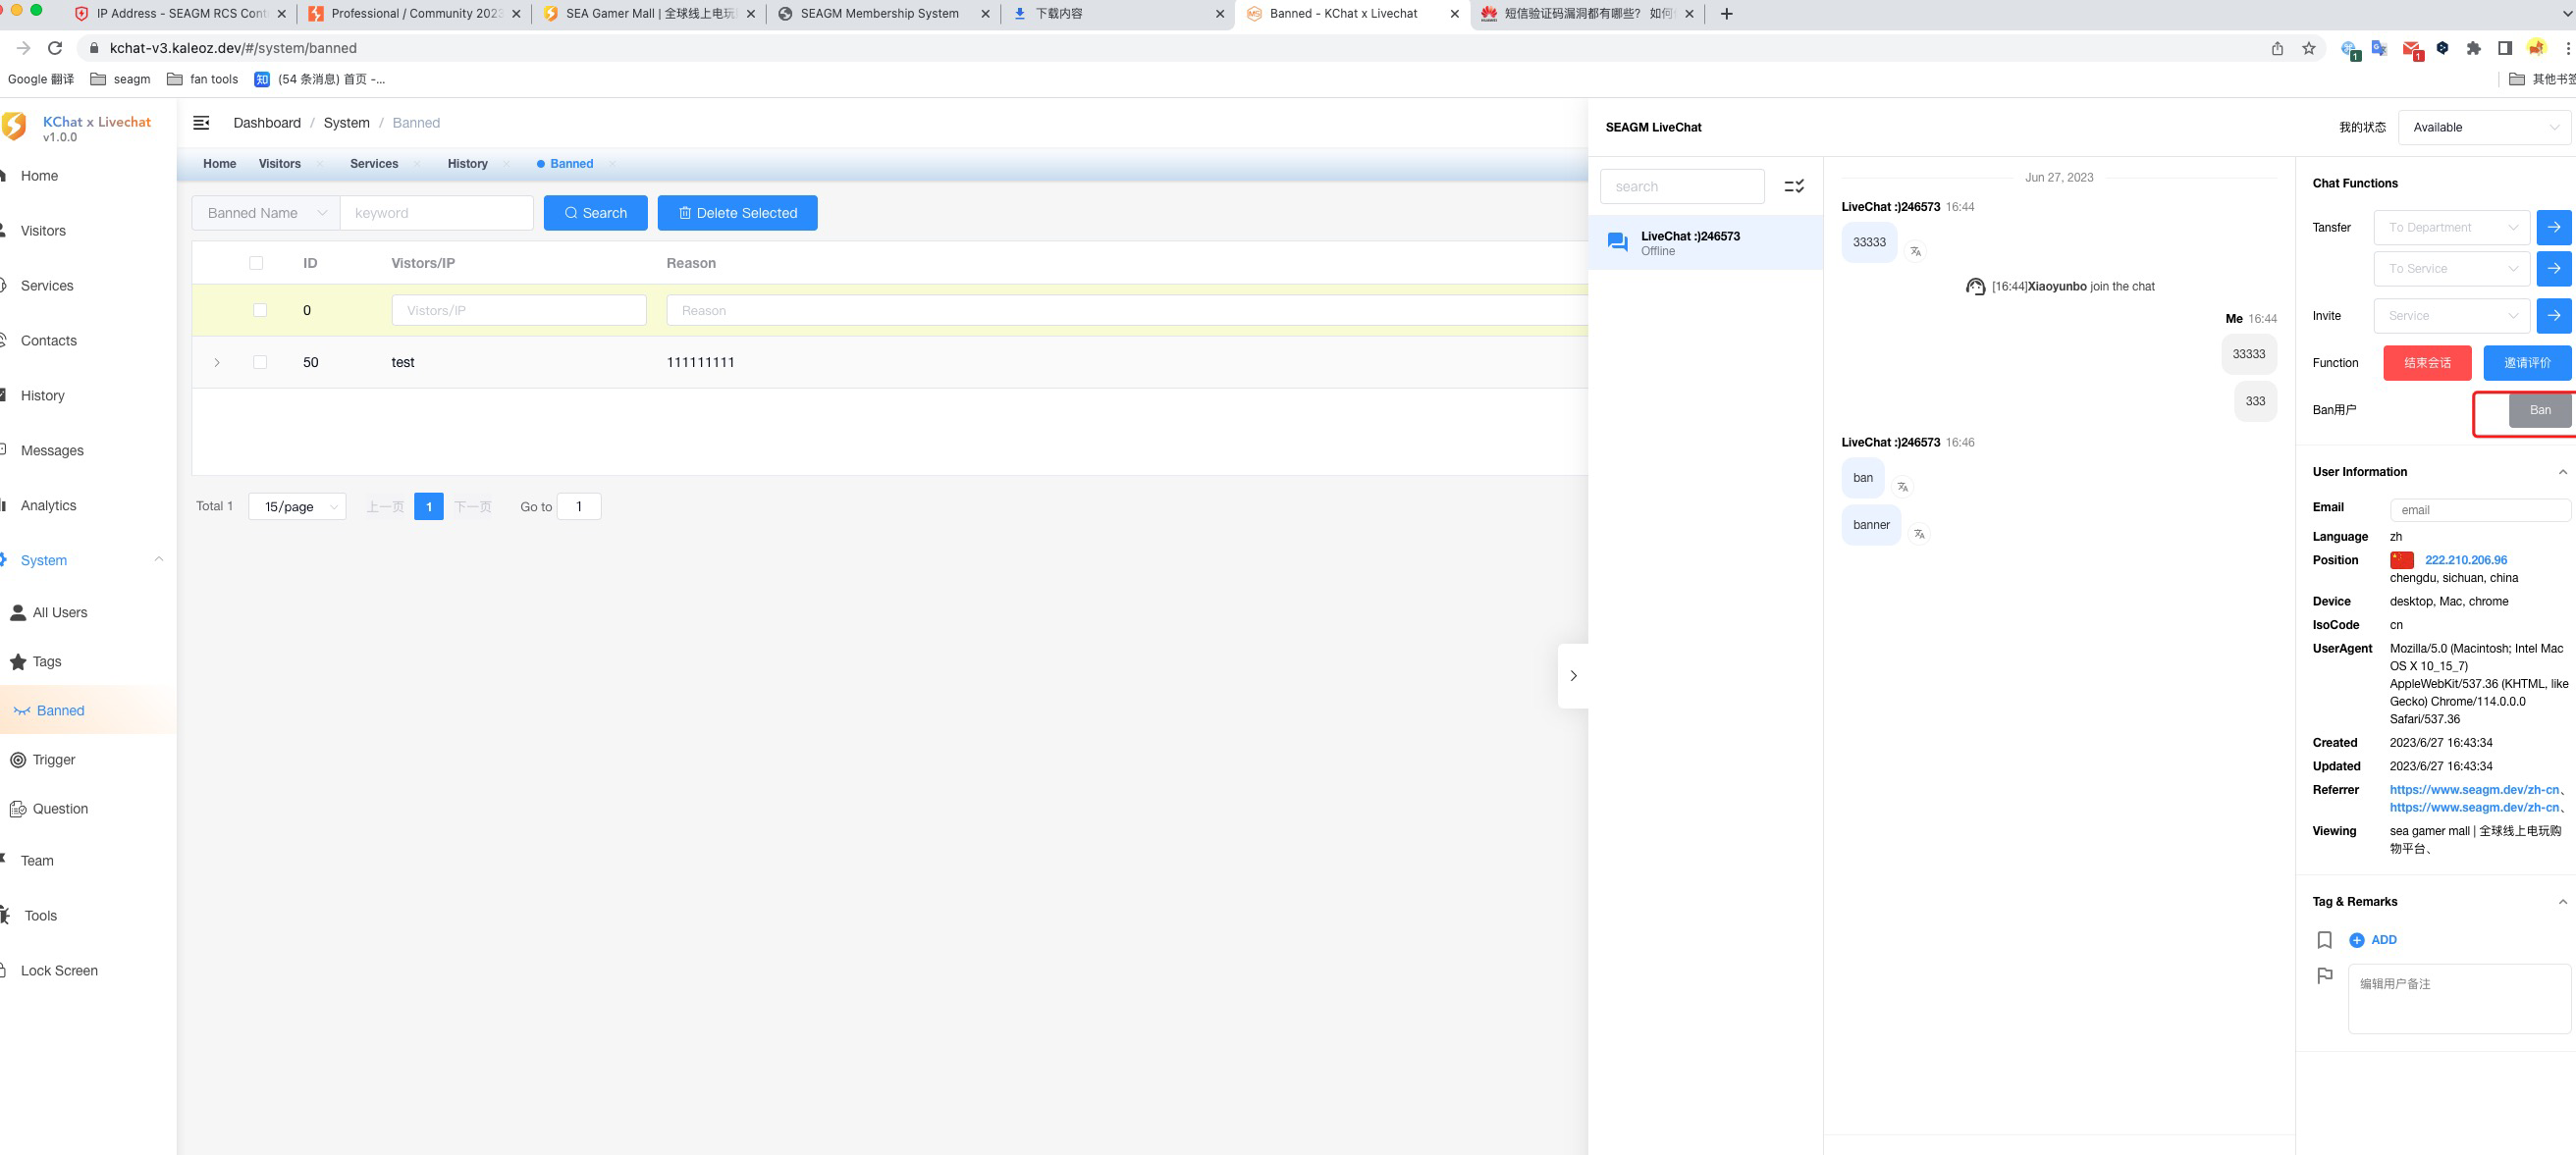 IP Address - SEAGM RCS Cont
Professional / Community 2023
SEA Gamer Mall | 全球线上电玩
SEAGM Membership System
下载内容
Banned - KChat x Livechat
短信验证码漏洞都有哪些? 如何
kchat-v3.kaleoz.dev/#/system/banned
1
1
Google 翻译
seagm
fan tools
知
(54 条消息) 首页 -...
其他书签
KChat x Livechat
v1.0.0
Home
Visitors
Services
Contacts
History
Messages
Analytics
System
All Users
Tags
Banned
Trigger
Question
Team
Tools
Lock Screen
Dashboard / System / Banned
Home
Visitors
Services
History
Banned
Banned Name
keyword
Search
Delete Selected
ID
Vistors/IP
Reason
0
Vistors/IP
Reason
50
test
111111111
Total 1
15/page
上一页
1
下一页
Go to
1
SEAGM LiveChat
我的状态
Available
search
LiveChat :)246573
Offline
Jun 27, 2023
LiveChat :)246573 16:44
33333
[16:44]Xiaoyunbo join the chat
Me 16:44
33333
333
LiveChat :)246573 16:46
ban
banner
Chat Functions
Tansfer
To Department
To Service
Invite
Service
Function
结束会话
邀请评价
Ban用户
Ban
User Information
Email
email
Language
zh
Position
222.210.206.96
chengdu, sichuan, china
Device
desktop, Mac, chrome
IsoCode
cn
UserAgent
Mozilla/5.0 (Macintosh; Intel Mac
OS X 10_15_7)
AppleWebKit/537.36 (KHTML, like
Gecko) Chrome/114.0.0.0
Safari/537.36
Created
2023/6/27 16:43:34
Updated
2023/6/27 16:43:34
Referrer
https://www.seagm.dev/zh-cn、
https://www.seagm.dev/zh-cn、
Viewing
sea gamer mall | 全球线上电玩购
物平台、
Tag & Remarks
ADD
编辑用户备注